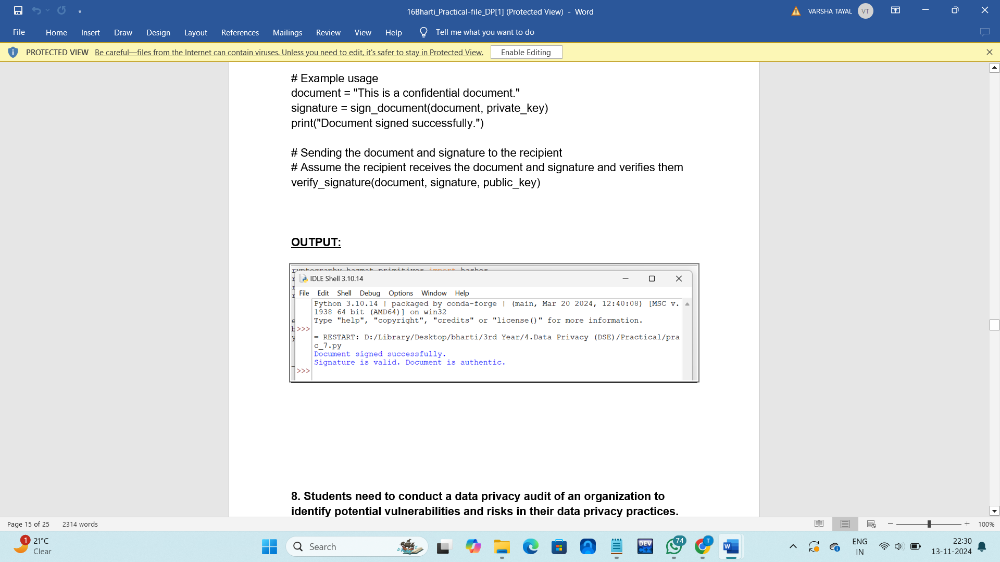 16Bharti_Practical-file_DP[1] (Protected View) - Word
VARSHA TAYAL VT
File Home Insert Draw Design Layout References Mailings Review View Help Tell me what you want to do
PROTECTED VIEW Be careful—files from the Internet can contain viruses. Unless you need to edit, it's safer to stay in Protected View. Enable Editing
# Example usage
document = "This is a confidential document."
signature = sign_document(document, private_key)
print("Document signed successfully.")
# Sending the document and signature to the recipient
# Assume the recipient receives the document and signature and verifies them
verify_signature(document, signature, public_key)
OUTPUT:
IDLE Shell 3.10.14
File Edit Shell Debug Options Window Help
Python 3.10.14 | packaged by conda-forge | (main, Mar 20 2024, 12:40:08) [MSC v.
1938 64 bit (AMD64)] on win32
Type "help", "copyright", "credits" or "license()" for more information.
>>>
= RESTART: D:/Library/Desktop/bharti/3rd Year/4.Data Privacy (DSE)/Practical/pra
c_7.py
Document signed successfully.
Signature is valid. Document is authentic.
>>>
8. Students need to conduct a data privacy audit of an organization to
identify potential vulnerabilities and risks in their data privacy practices.
Page 15 of 25 2314 words 100%
1 21°C
Clear
Search
DEV C++
74
T
W
ENG
IN
22:30
13-11-2024